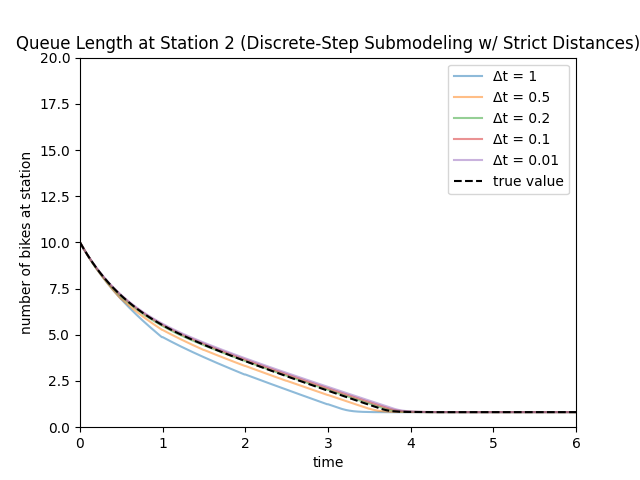 Queue Length at Station 2 (Discrete-Step Submodeling w/ Strict Distances)
20.0
17.5
15.0
12.5
10.0
7.5
5.0
2.5
0.0
number of bikes at station
Δt = 1
Δt = 0.5
Δt = 0.2
Δt = 0.1
Δt = 0.01
true value
0 1 2 3 4 5 6
time